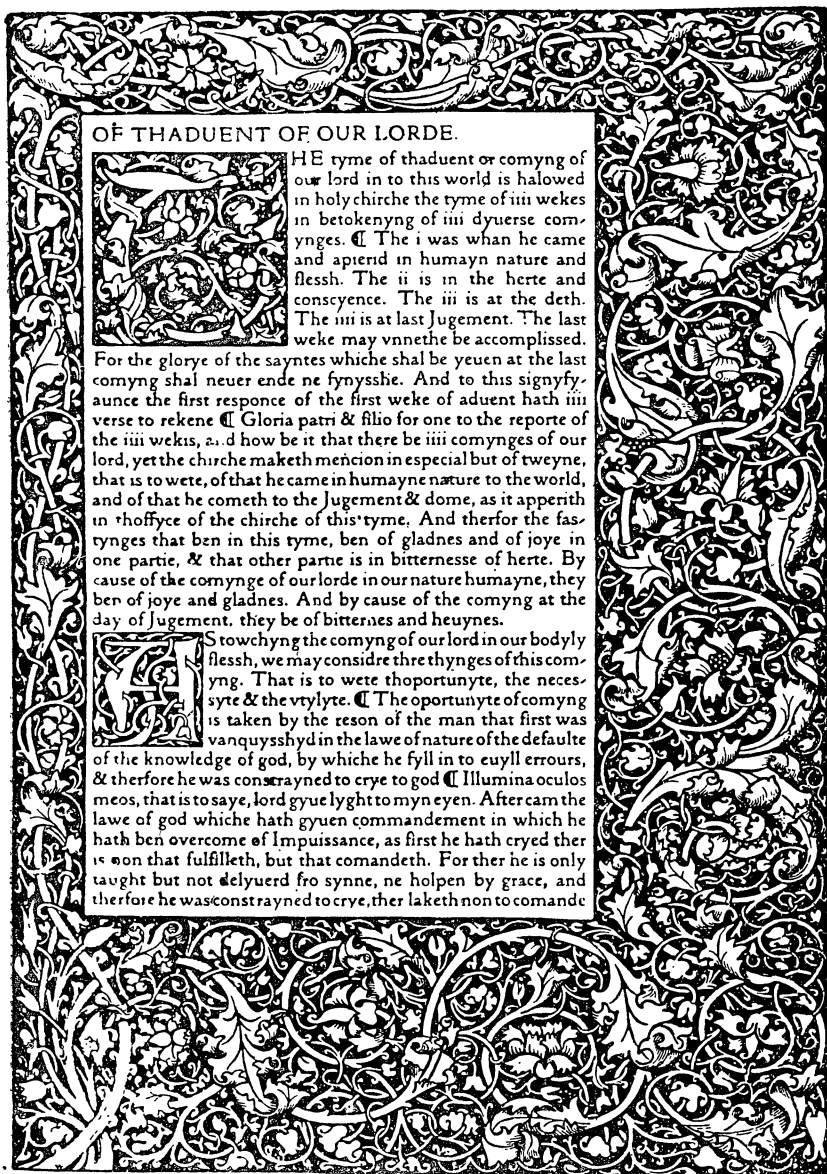 OF THADUENT OF OUR LORDE.
THE tyme of thaduent or comyng of
our lord in to this world is halowed
in holy chirche the tyme of iiii wekes
in betokenyng of iiii dyuerse com-
ynges. ⁋ The i was whan he came
and apierid in humayn nature and
flessh. The ii is in the herte and
conscyence. The iii is at the deth.
The iiii is at last Jugement. The last
weke may vnnethe be accomplissed.
For the glorye of the sayntes whiche shal be yeuen at the last
comyng shal neuer ende ne fynysshe. And to this signyfy-
aunce the first responce of the first weke of aduent hath iiii
verse to rekene ⁋ Gloria patri & filio for one to the reporte of
the iiii wekis, and how be it that there be iiii comynges of our
lord, yet the chirche maketh mencion in especial but of tweyne,
that is to wete, of that he came in humayne nature to the world,
and of that he cometh to the Jugement & dome, as it apperith
in thoffyce of the chirche of this tyme. And therfor the fas-
tynges that ben in this tyme, ben of gladnes and of joye in
one partie, & that other partie is in bitternesse of herte. By
cause of the comynge of our lorde in our nature humayne, they
ben of joye and gladnes. And by cause of the comyng at the
day of Jugement, they be of bitternes and heuynes.
AS towchyng the comyng of our lord in our bodyly
flessh, we may considre thre thynges of this com-
yng. That is to wete thoportunyte, the neces-
syte & the vtylyte. ⁋ The oportunyte of comyng
is taken by the reson of the man that first was
vanquysshyd in the lawe of nature of the defaulte
of the knowledge of god, by whiche he fyll in to euyll errours,
& therfore he was constrayned to crye to god ⁋ Illumina oculos
meos, that is to saye, lord gyue lyght to myn eyen. After cam the
lawe of god whiche hath gyuen commandement in which he
hath ben overcome of Impuissance, as first he hath cryed ther
is non that fulfilleth, but that comandeth. For ther he is only
taught but not delyuerd fro synne, ne holpen by grace, and
therfore he was constrayned to crye, ther laketh non to comande